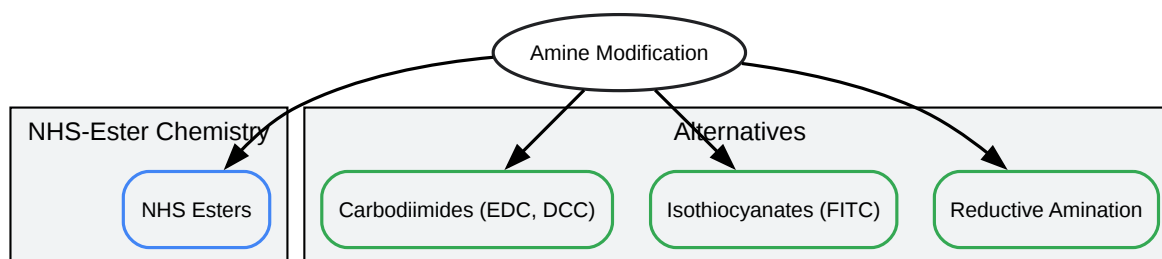 Amine Modification
NHS-Ester Chemistry
Alternatives
NHS Esters
Carbodiimides (EDC, DCC)
Isothiocyanates (FITC)
Reductive Amination